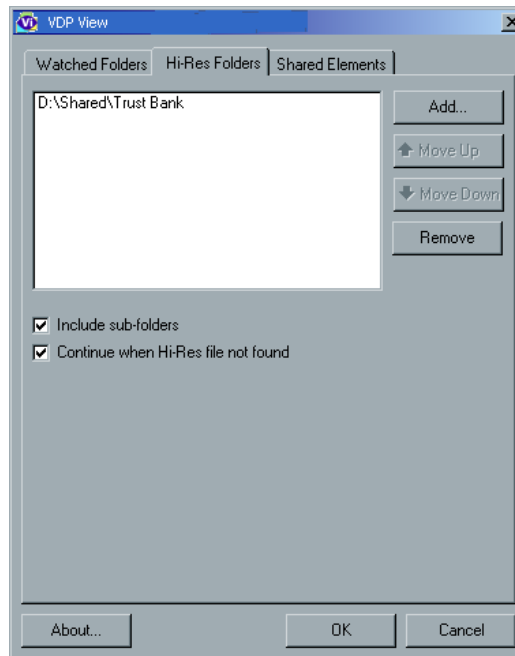 Vi VDP View
Watched Folders Hi-Res Folders Shared Elements
D:\Shared\Trust Bank
Add...
Move Up
Move Down
Remove
Include sub-folders
Continue when Hi-Res file not found
About... OK Cancel